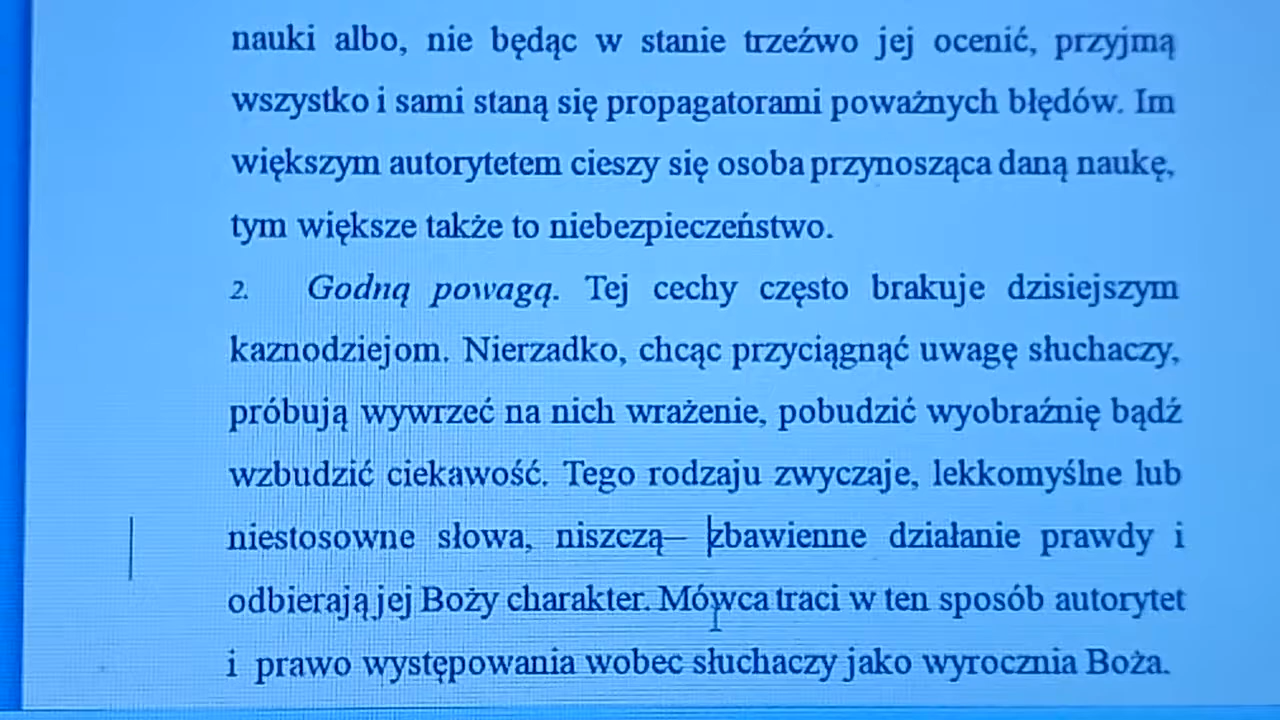 nauki albo, nie będąc w stanie trzeźwo jej ocenić, przyjmą
wszystko i sami staną się propagatorami poważnych błędów. Im
większym autorytetem cieszy się osoba przynosząca daną naukę,
tym większe także to niebezpieczeństwo.
2. Godną powagą. Tej cechy często brakuje dzisiejszym
kaznodziejom. Nierzadko, chcąc przyciągnąć uwagę słuchaczy,
próbują wywrzeć na nich wrażenie, pobudzić wyobraźnię bądź
wzbudzić ciekawość. Tego rodzaju zwyczaje, lekkomyślne lub
niestosowne słowa, niszczą– zbawienne działanie prawdy i
odbierają jej Boży charakter. Mówca traci w ten sposób autorytet
i prawo występowania wobec słuchaczy jako wyrocznia Boża.